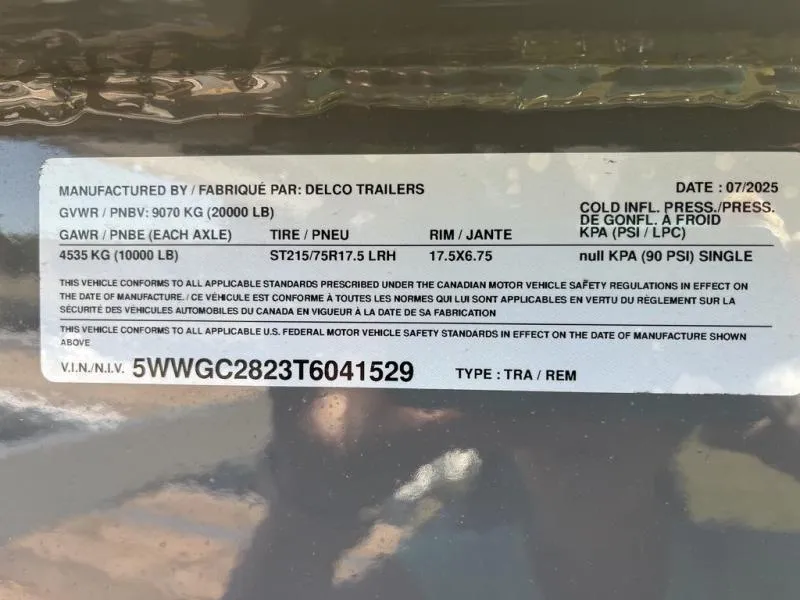 MANUFACTURED BY / FABRIQUÉ PAR: DELCO TRAILERS DATE : 07/2025
GVWR / PNBV: 9070 KG (20000 LB) COLD INFL. PRESS./PRESS.
DE GONFL. À FROID
GAWR / PNBE (EACH AXLE) TIRE / PNEU RIM / JANTE KPA (PSI / LPC)
4535 KG (10000 LB) ST215/75R17.5 LRH 17.5X6.75 null KPA (90 PSI) SINGLE
THIS VEHICLE CONFORMS TO ALL APPLICABLE STANDARDS PRESCRIBED UNDER THE CANADIAN MOTOR VEHICLE SAFETY REGULATIONS IN EFFECT ON
THE DATE OF MANUFACTURE. / CE VÉHICULE EST CONFORME À TOUTES LES NORMES QUI LUI SONT APPLICABLES EN VERTU DU RÈGLEMENT SUR LA
SÉCURITÉ DES VÉHICULES AUTOMOBILES DU CANADA EN VIGUEUR À LA DATE DE SA FABRICATION
THIS VEHICLE CONFORMS TO ALL APPLICABLE U.S. FEDERAL MOTOR VEHICLE SAFETY STANDARDS IN EFFECT ON THE DATE OF MANUFACTURE SHOWN
ABOVE
V.I.N./N.I.V. 5WWGC2823T6041529 TYPE : TRA / REM